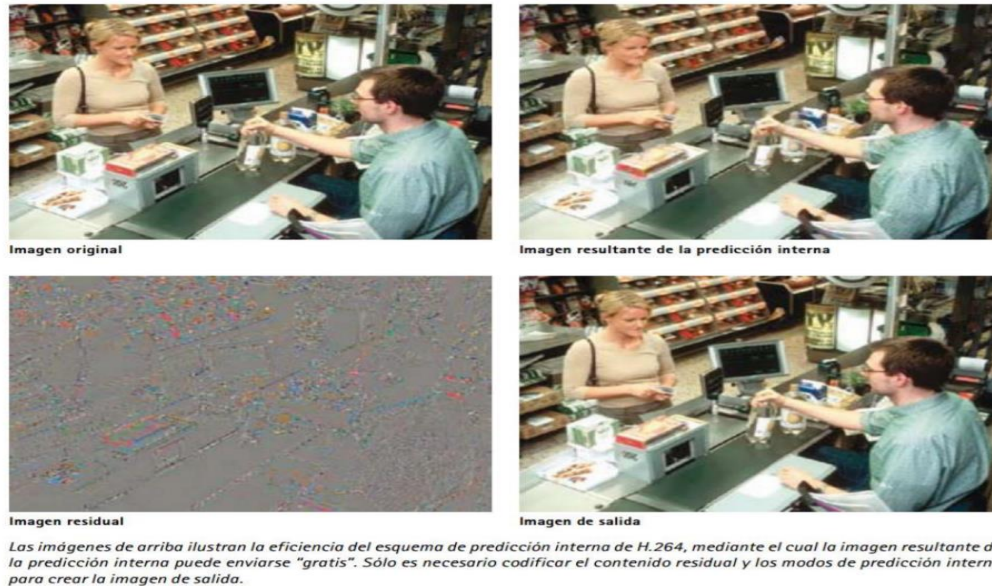 Imagen original
Imagen resultante de la predicción interna
Imagen residual
Imagen de salida
Las imágenes de arriba ilustran la eficiencia del esquema de predicción interna de H.264, mediante el cual la imagen resultante d
la predicción interna puede enviarse "gratis". Sólo es necesario codificar el contenido residual y los modos de predicción intern
para crear la imagen de salida.